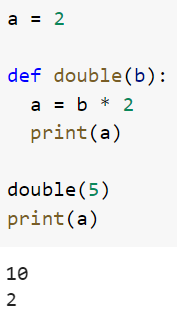 a = 2
def double(b):
  a = b * 2
  print(a)
double(5)
print(a)
10
2